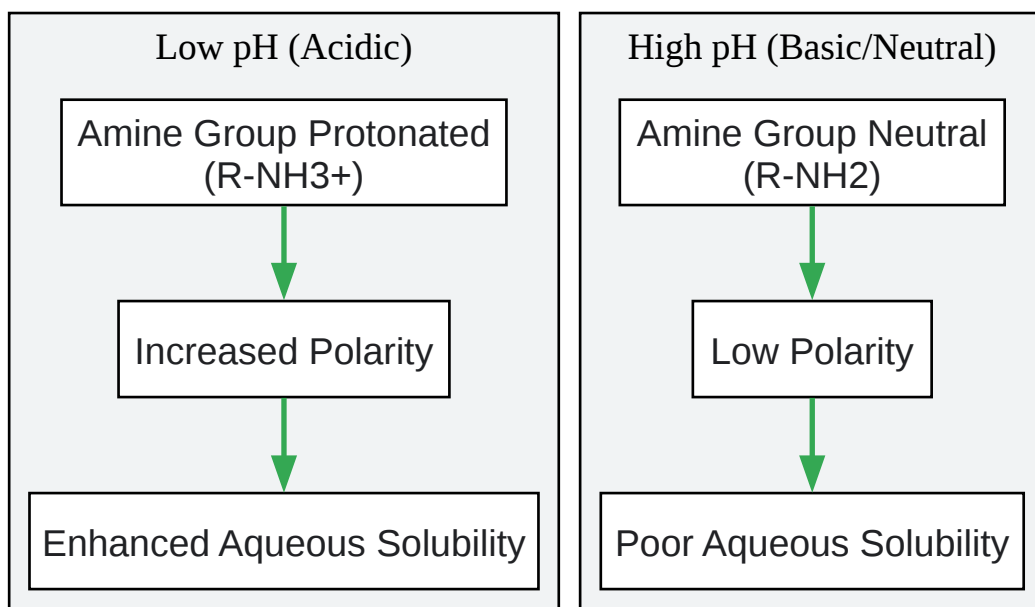 Low pH (Acidic)
Amine Group Protonated
(R-NH3+)
Increased Polarity
Enhanced Aqueous Solubility
High pH (Basic/Neutral)
Amine Group Neutral
(R-NH2)
Low Polarity
Poor Aqueous Solubility